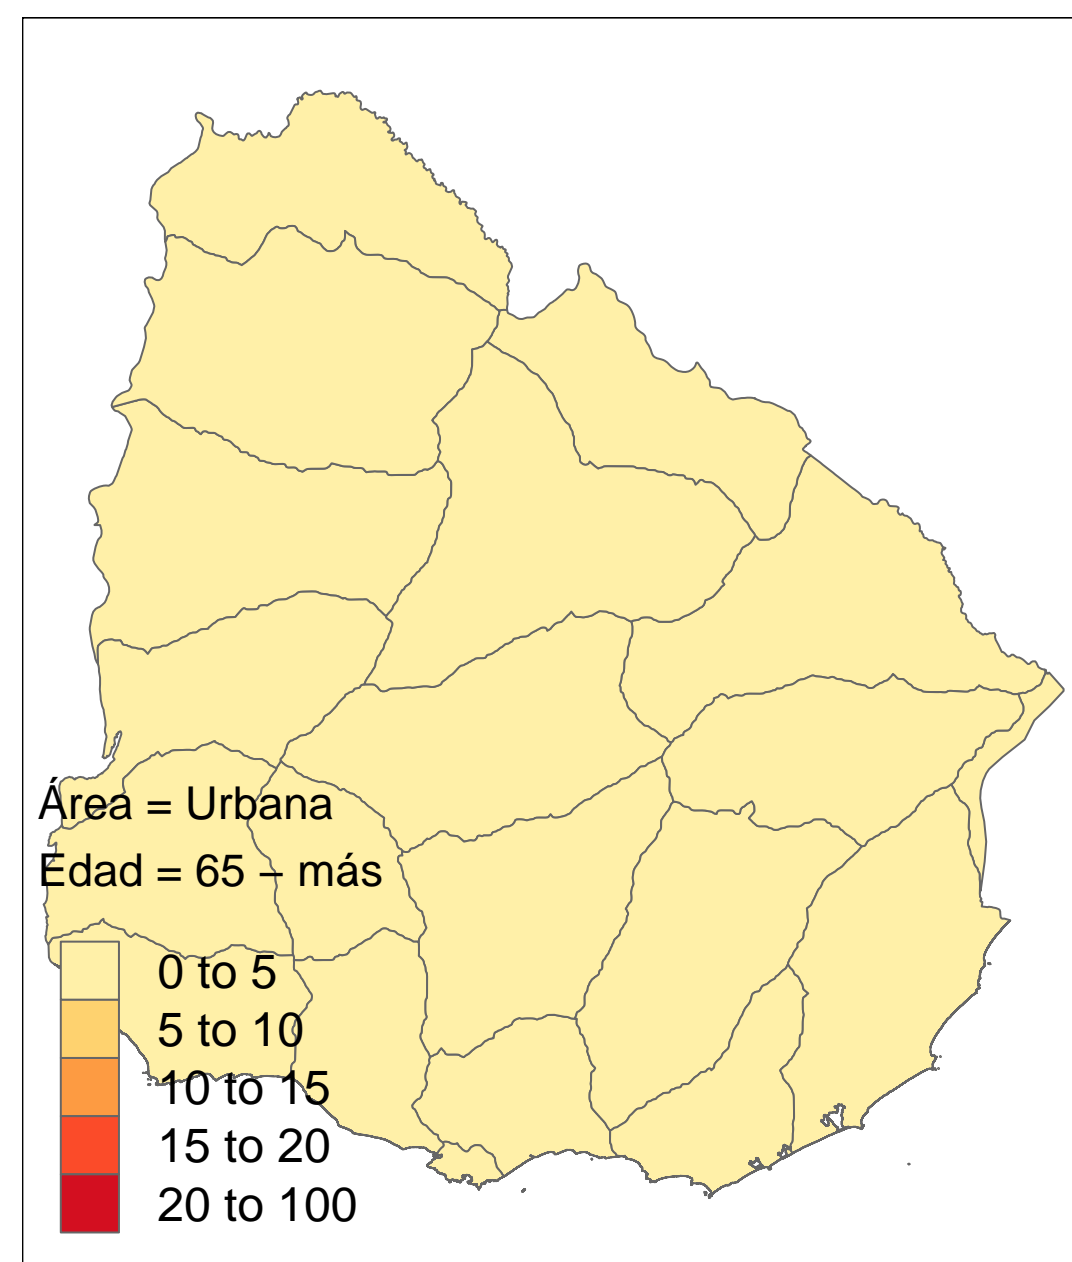 Área = Urbana
Edad = 65 – más
0 to 5
5 to 10
10 to 15
15 to 20
20 to 100